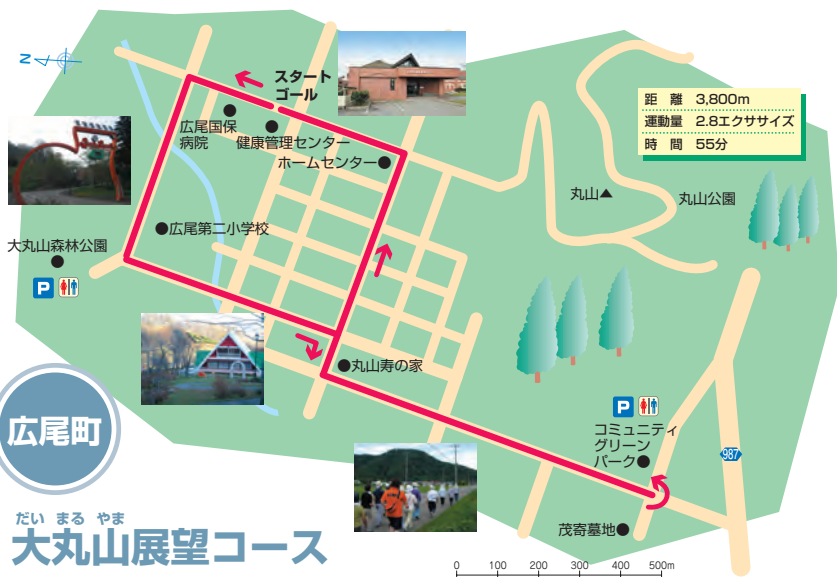 N
スタート
ゴール
広尾国保
病院
健康管理センター
ホームセンター
距 離 3,800m
運動量 2.8エクササイズ
時 間 55分
丸山▲
丸山公園
広尾第二小学校
大丸山森林公園
P
丸山寿の家
P
コミュニティ
グリーン
パーク
987
茂寄墓地
広尾町
だい まる やま
大丸山展望コース
0 100 200 300 400 500m